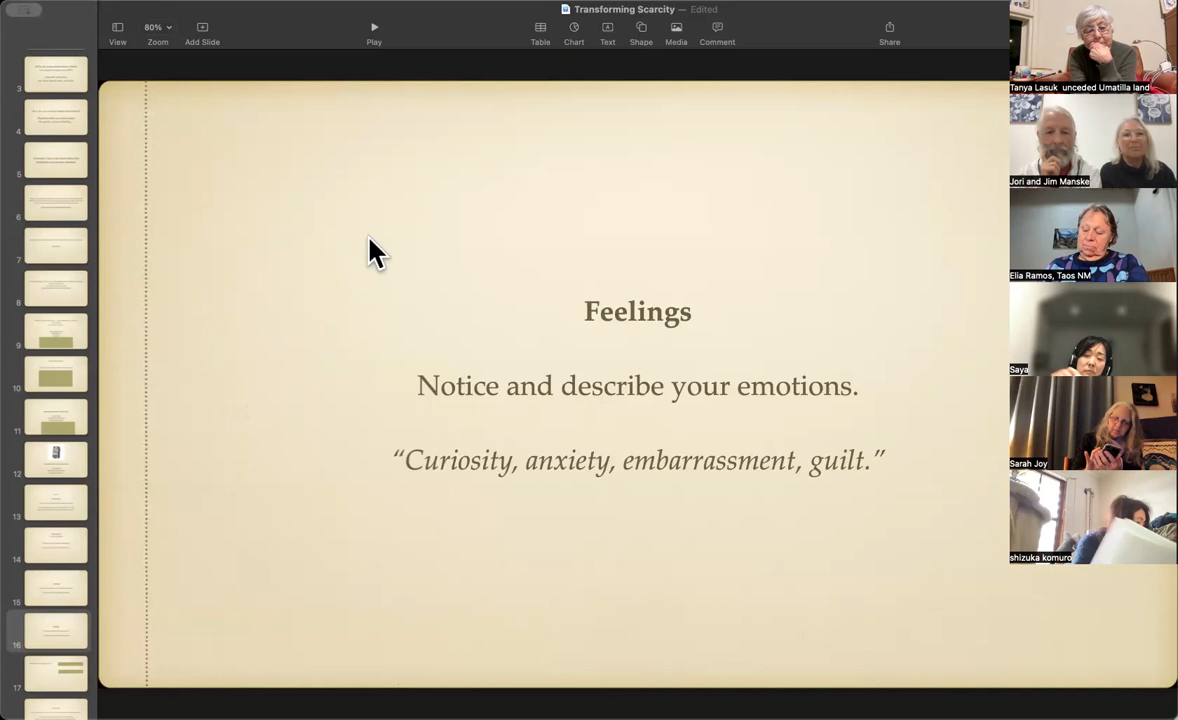 Transforming Scarcity — Edited
80%
View
Zoom
Add Slide
Play
Table
Chart
Text
Shape
Media
Comment
Share
3
4
5
6
7
8
9
10
11
12
13
14
15
16
17
Feelings
Notice and describe your emotions.
“Curiosity, anxiety, embarrassment, guilt.”
Tanya Lasuk unceded Umatilla land
Jori and Jim Manske
Elia Ramos, Taos NM
Saya
Sarah Joy
shizuka komuro